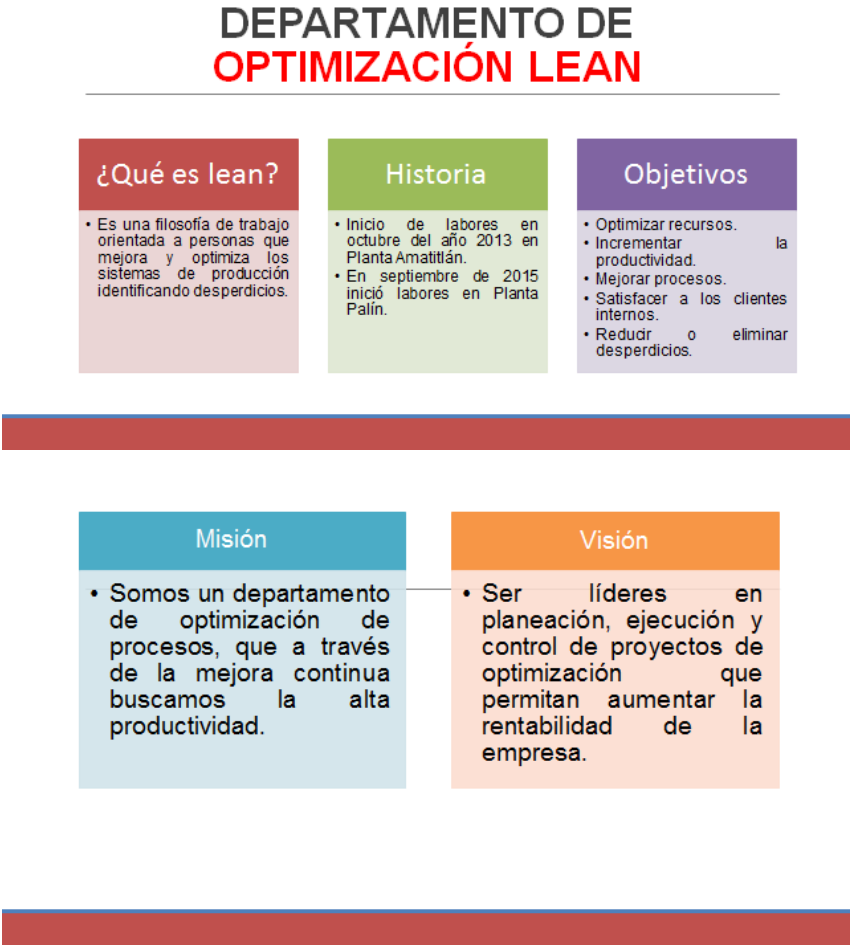 DEPARTAMENTO DE
OPTIMIZACIÓN LEAN
¿Qué es lean?
• Es una filosofía de trabajo
orientada a personas que
mejora y optimiza los
sistemas de producción
identificando desperdicios.
Historia
• Inicio de labores en
octubre del año 2013 en
Planta Amatitlán.
• En septiembre de 2015
inició labores en Planta
Palín.
Objetivos
• Optimizar recursos.
• Incrementar la
productividad.
• Mejorar procesos.
• Satisfacer a los clientes
internos.
• Reducir o eliminar
desperdicios.
Misión
• Somos un departamento
de optimización de
procesos, que a través
de la mejora continua
buscamos la alta
productividad.
Visión
• Ser líderes en
planeación, ejecución y
control de proyectos de
optimización que
permitan aumentar la
rentabilidad de la
empresa.